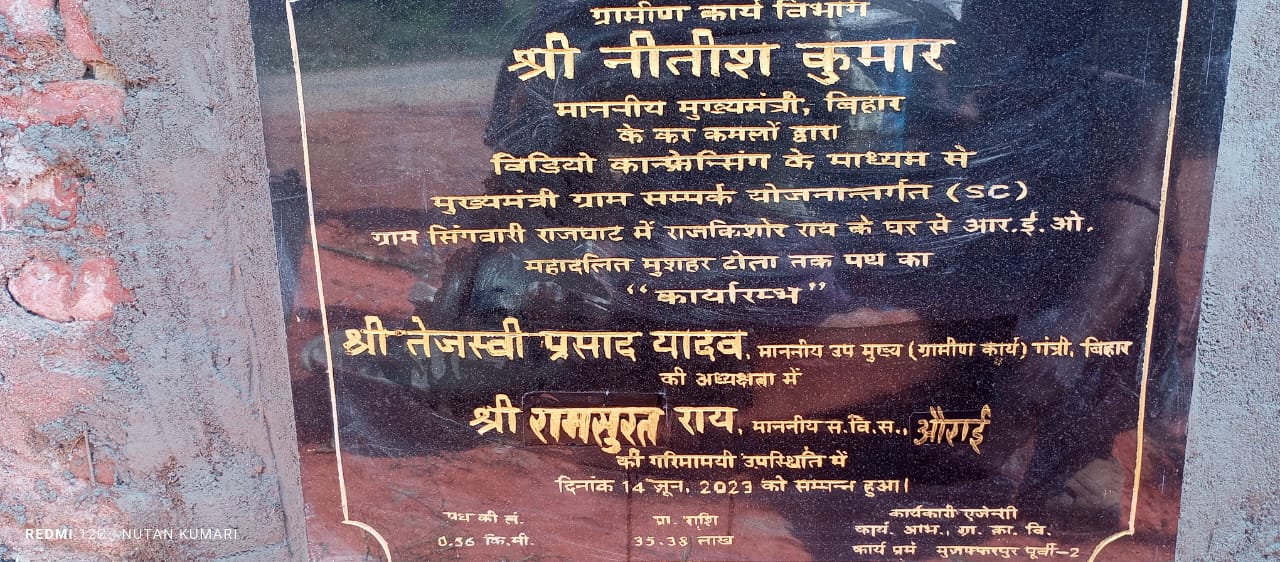 ग्रामीण कार्य विभाग
श्री नीतीश कुमार
माननीय मुख्यमंत्री, बिहार
के कर कमलों द्वारा
विडियो कान्फ्रेन्सिंग के माध्यम से
मुख्यमंत्री ग्राम सम्पर्क योजनान्तर्गत (SC)
ग्राम सिंगवारी राजघाट में राजकिशोर राय के घर से आर.ई.ओ.
महादलित मुशहर टोला तक पथ का
“कार्यारम्भ”
श्री तेजस्वी प्रसाद यादव, माननीय उप मुख्य (ग्रामीण कार्य) मंत्री, बिहार
की अध्यक्षता में
श्री रामसुरत राय, माननीय स.वि.स., औराई
की गरिमामयी उपस्थिति में
दिनांक 14 जून, 2023 को सम्पन्न हुआ।
पथ की लं. प्रा. राशि कार्यकारी एजेन्सी
0.56 कि.मी. 35.38 लाख कार्य. अभि., ग्रा. का. वि.
कार्य प्रमं मुजफ्फरपुर पूर्वी-2
REDMI 12C | NUTAN KUMARI